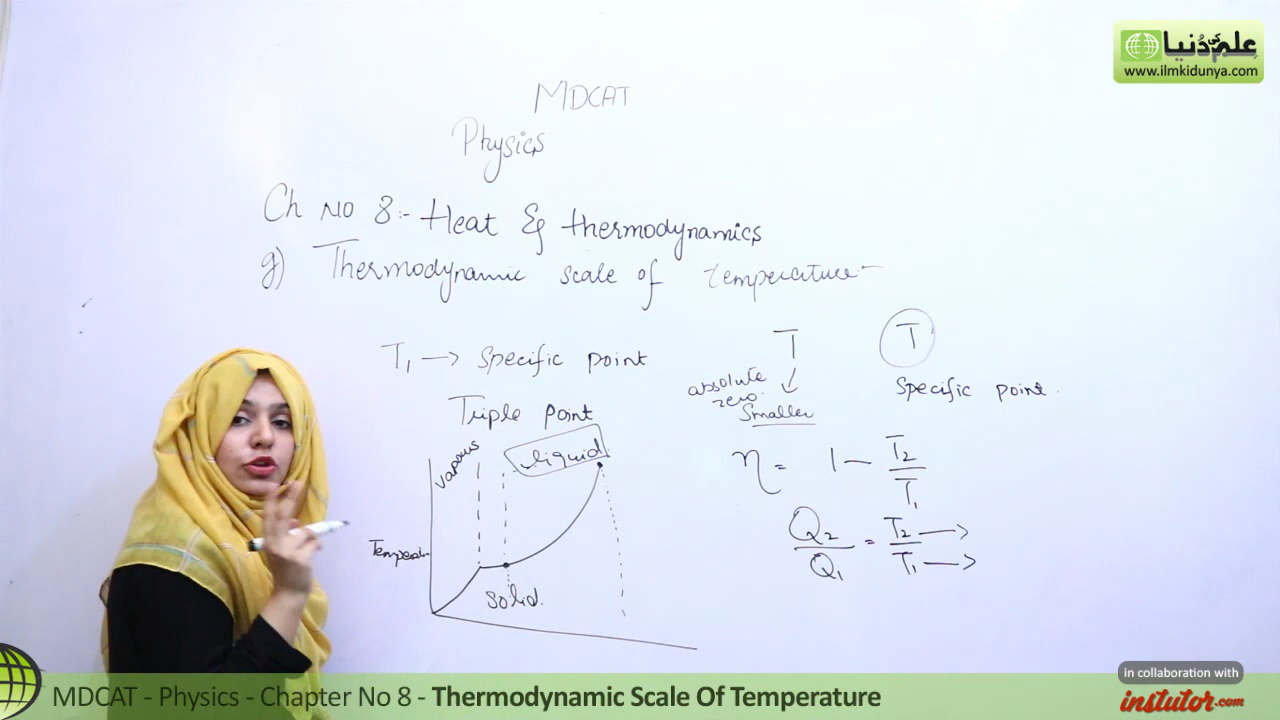 علم کی دُنیا
www.ilmkidunya.com
MDCAT
Physics
Ch No 8:- Heat & thermodynamics
g) Thermodynamic scale of temperature
T₁ → Specific point
T
T
absolute zero.
Smaller
Specific point.
Triple point
vapours
liquid
Temperat.
solid.
η = 1 - T₂/T₁
Q₂/Q₁ = T₂/T₁ → →
MDCAT - Physics - Chapter No 8 - Thermodynamic Scale Of Temperature
in collaboration with
instutor.com